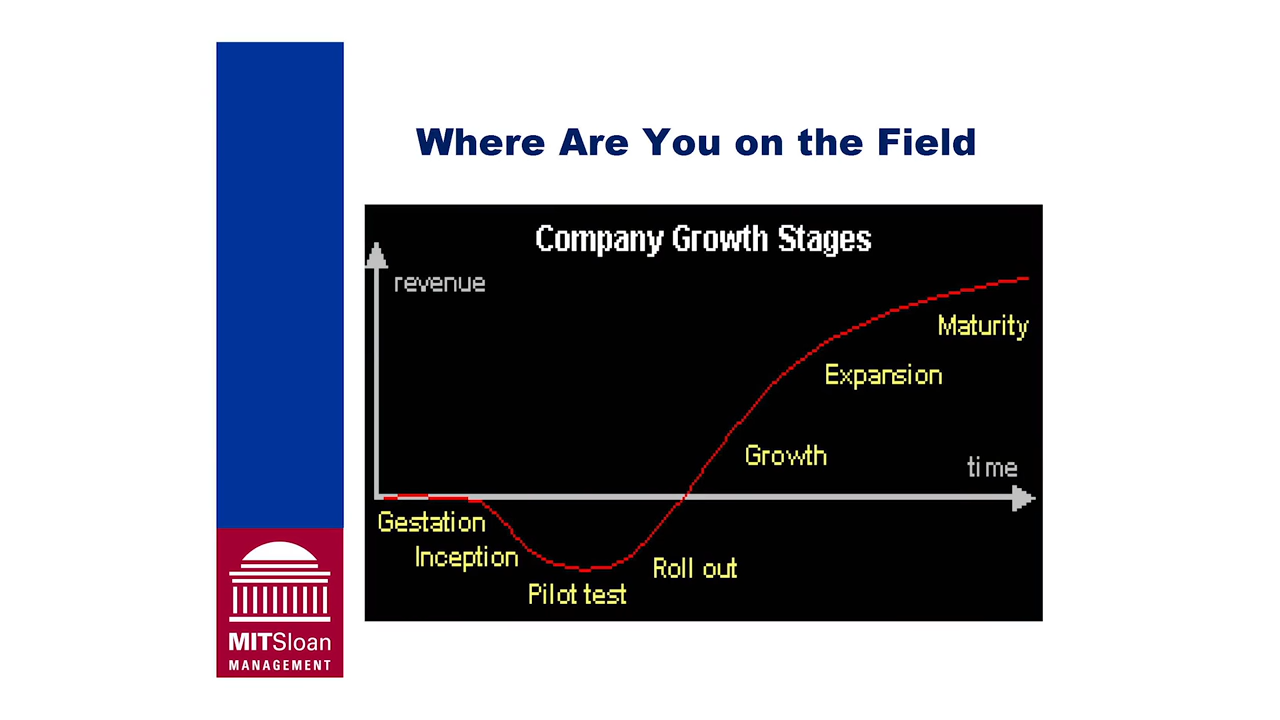 Where Are You on the Field
Company Growth Stages
revenue
Maturity
Expansion
Growth
time
Gestation
Inception
Pilot test
Roll out
MITSloan
MANAGEMENT